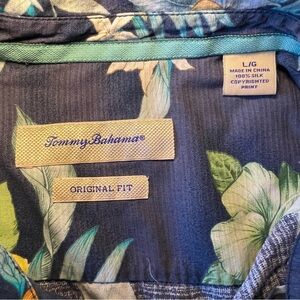 L/G
MADE IN CHINA
100% SILK
COPYRIGHTED
PRINT
Tommy Bahama®
ORIGINAL FIT